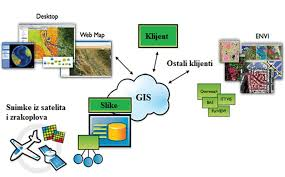 Desktop
Web Map
Klijent
ENVI
Ostali klijenti
GIS
Slike
Snimke iz satelita
i zrakoplova